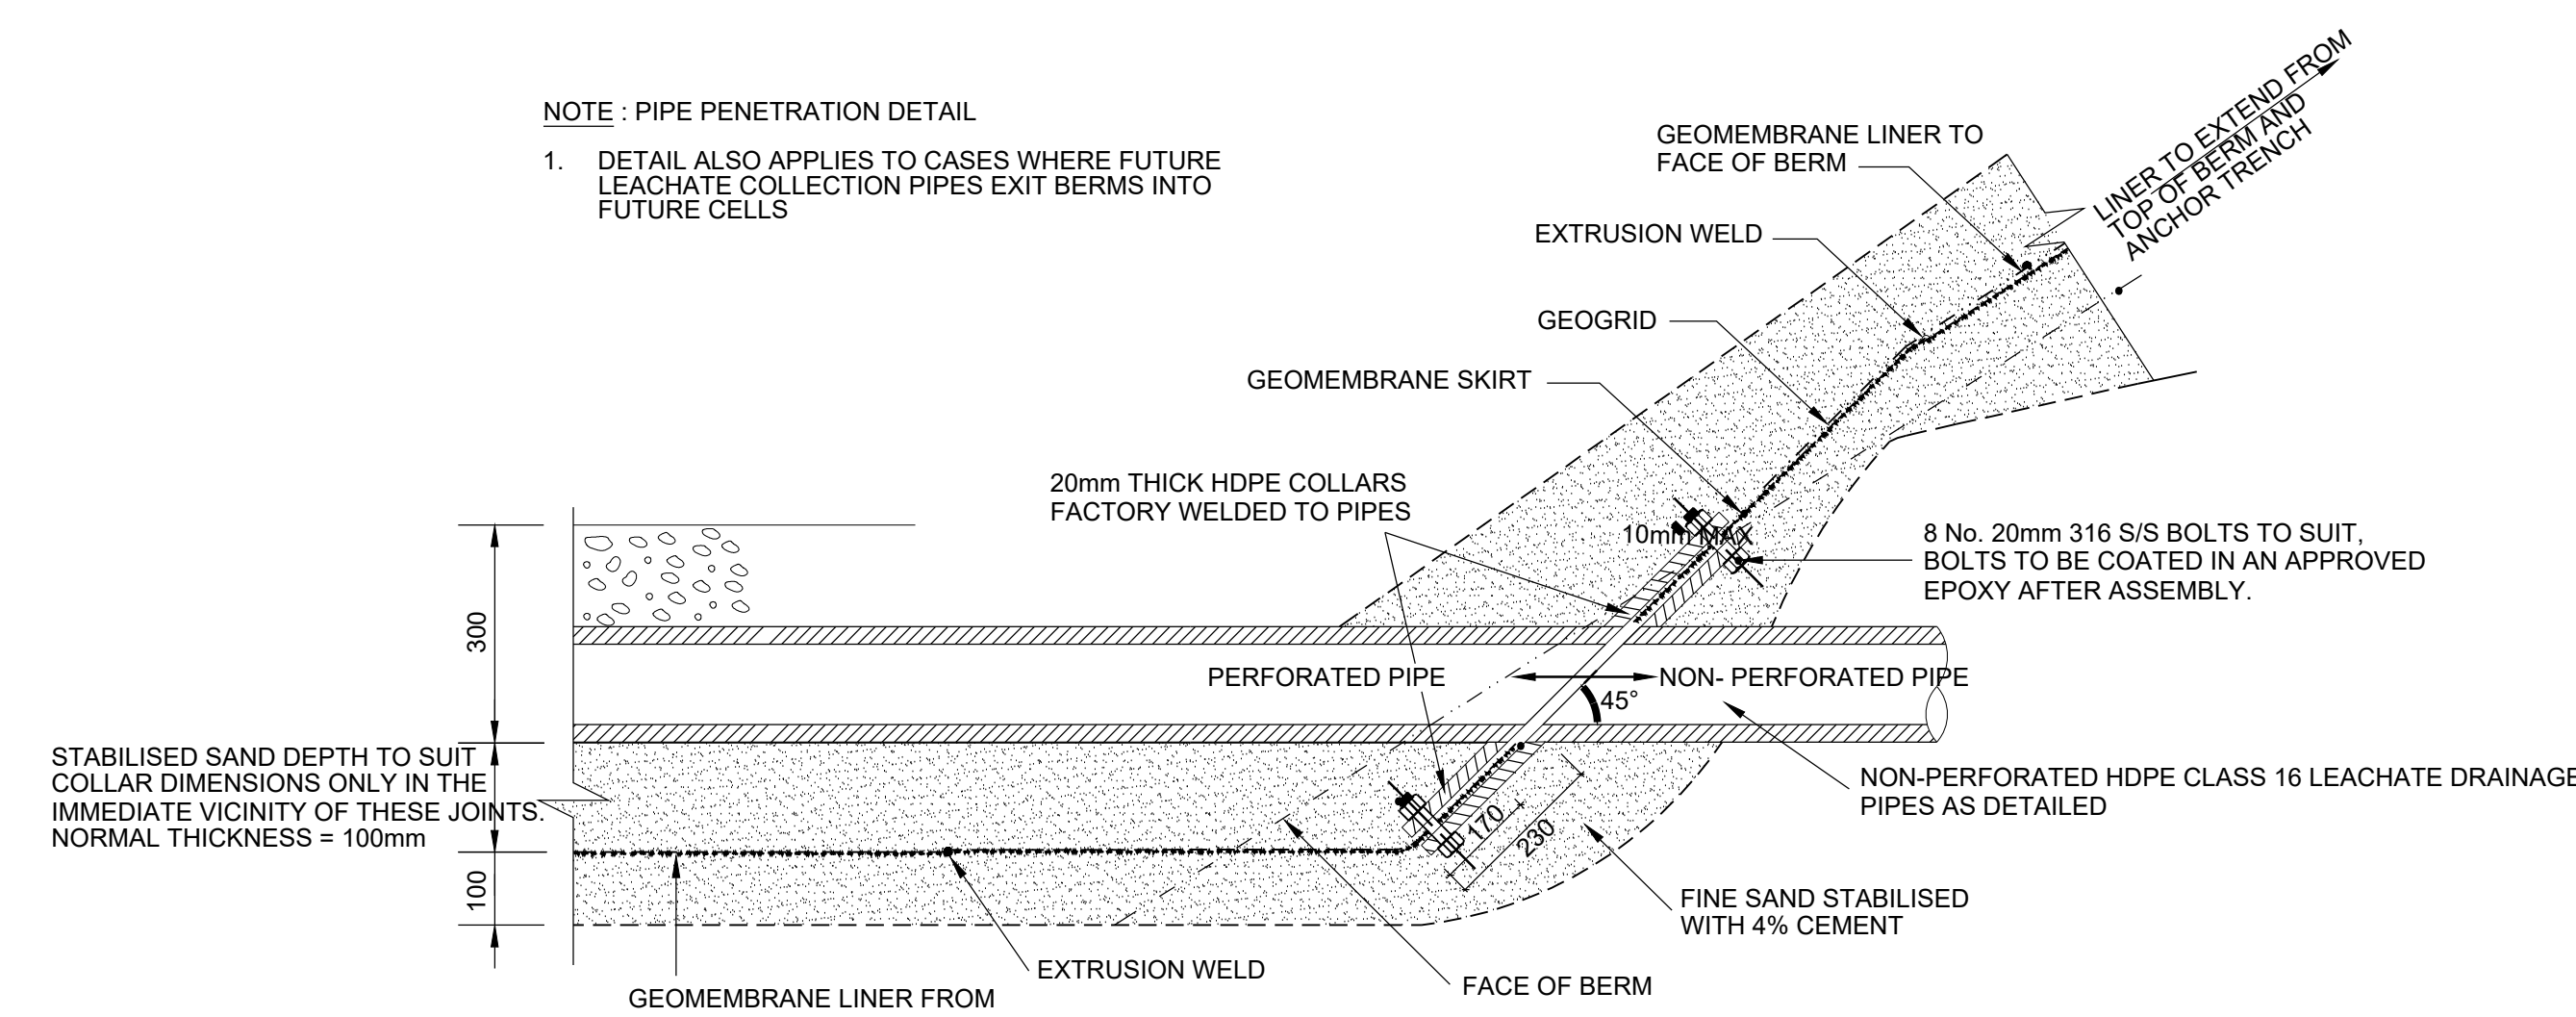 NOTE : PIPE PENETRATION DETAIL
1. DETAIL ALSO APPLIES TO CASES WHERE FUTURE
LEACHATE COLLECTION PIPES EXIT BERMS INTO
FUTURE CELLS
LINER TO EXTEND FROM
TOP OF BERM AND
ANCHOR TRENCH
GEOMEMBRANE LINER TO
FACE OF BERM
EXTRUSION WELD
GEOGRID
GEOMEMBRANE SKIRT
20mm THICK HDPE COLLARS
FACTORY WELDED TO PIPES
10mm MAX
8 No. 20mm 316 S/S BOLTS TO SUIT,
BOLTS TO BE COATED IN AN APPROVED
EPOXY AFTER ASSEMBLY.
300
PERFORATED PIPE
NON- PERFORATED PIPE
45°
STABILISED SAND DEPTH TO SUIT
COLLAR DIMENSIONS ONLY IN THE
IMMEDIATE VICINITY OF THESE JOINTS.
NORMAL THICKNESS = 100mm
NON-PERFORATED HDPE CLASS 16 LEACHATE DRAINAGE
PIPES AS DETAILED
170
230
100
FINE SAND STABILISED
WITH 4% CEMENT
EXTRUSION WELD
FACE OF BERM
GEOMEMBRANE LINER FROM